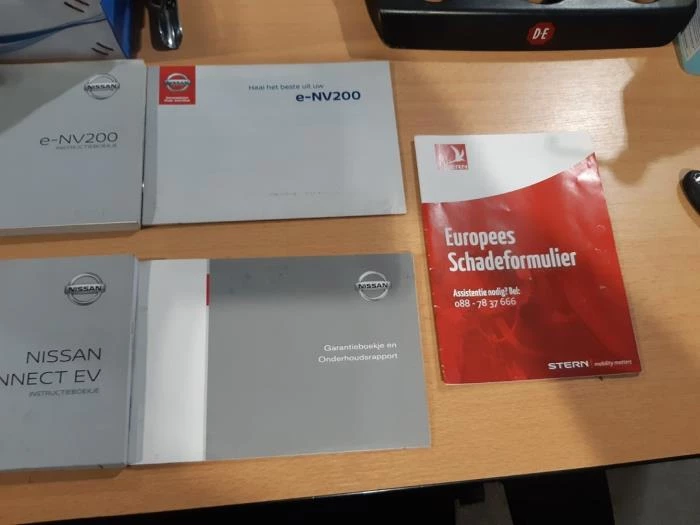 D·E
NISSAN
e-NV200
INSTRUCTIEBOEKJE
NISSAN
Haal het beste uit uw
e-NV200
STERN
Europees
Schadeformulier
Assistentie nodig? Bel:
088 - 78 37 666
STERN | mobility matters
NISSAN
NISSAN
NNECT EV
INSTRUCTIEBOEKJE
NISSAN
Garantieboekje en
Onderhoudsrapport